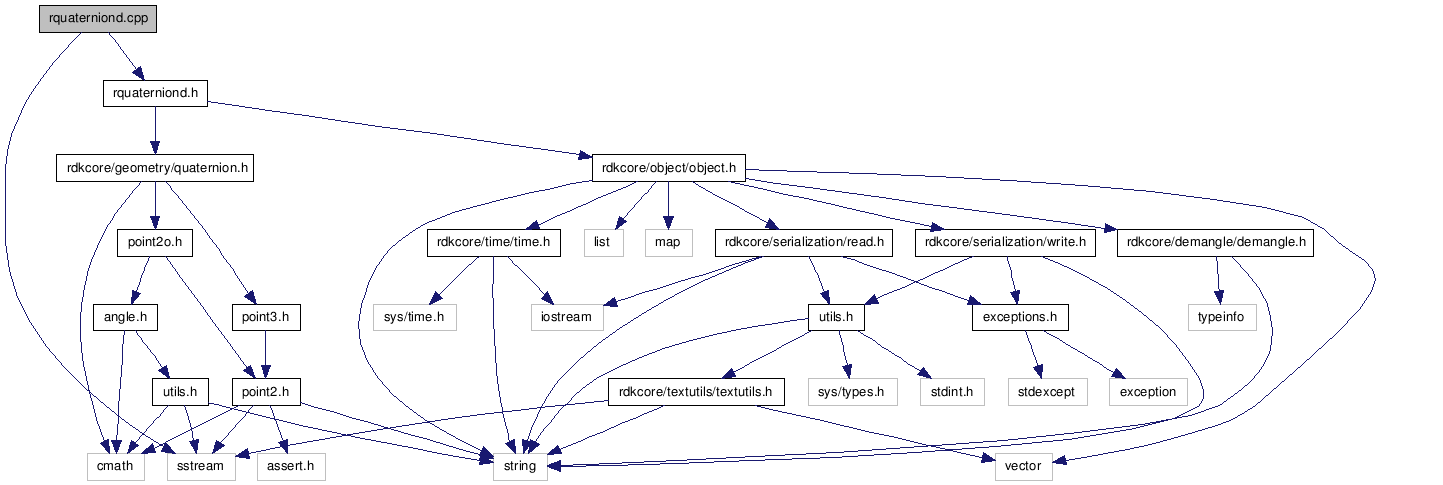 rquaterniond.cpp
rquaterniond.h
rdkcore/geometry/quaternion.h
rdkcore/object/object.h
point2o.h
rdkcore/time/time.h
list
map
rdkcore/serialization/read.h
rdkcore/serialization/write.h
rdkcore/demangle/demangle.h
angle.h
point3.h
sys/time.h
iostream
utils.h
exceptions.h
typeinfo
utils.h
point2.h
rdkcore/textutils/textutils.h
sys/types.h
stdint.h
stdexcept
exception
cmath
sstream
assert.h
string
vector